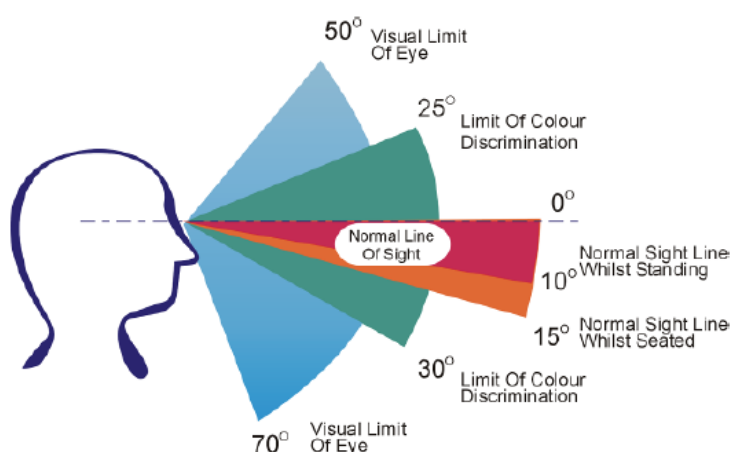 50° Visual Limit
Of Eye
25° Limit Of Colour
Discrimination
0°
Normal Line
Of Sight
Normal Sight Line
Whilst Standing
10°
15° Normal Sight Line
Whilst Seated
30° Limit Of Colour
Discrimination
70° Visual Limit
Of Eye